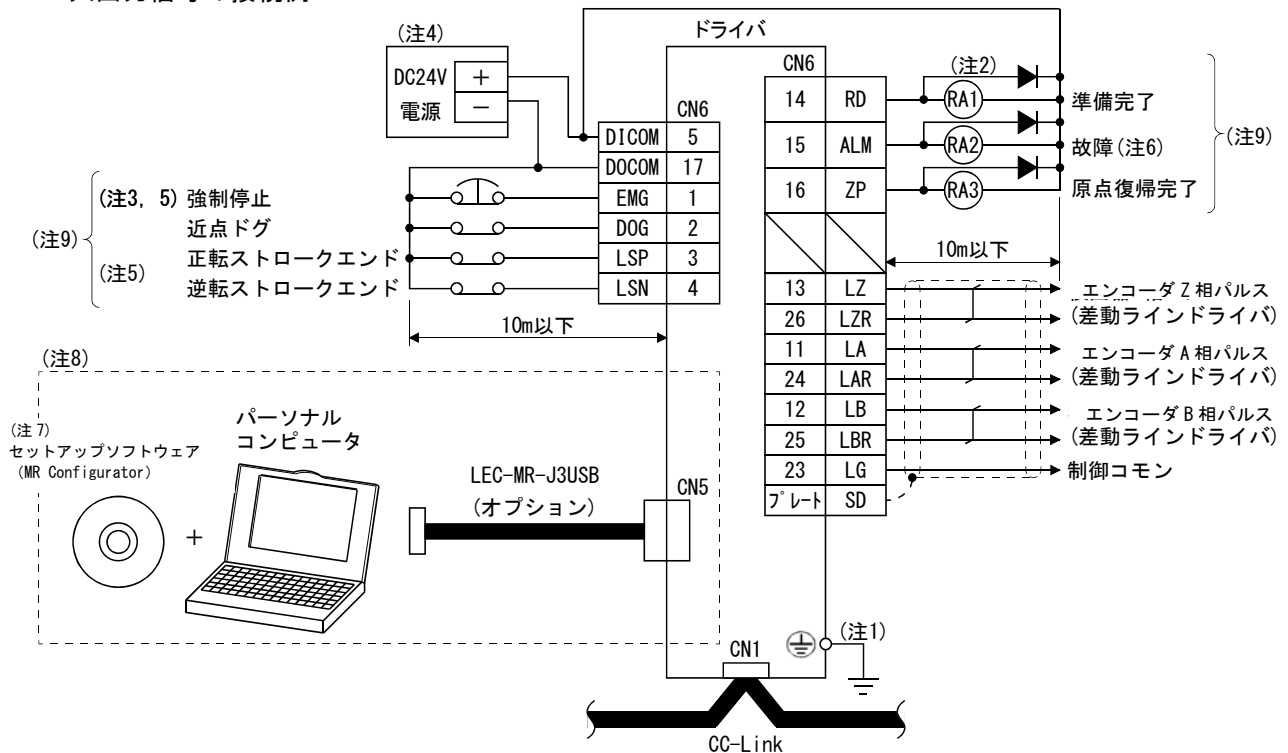 (注4)
DC24V
電源
+
−
ドライバ
CN6
DICOM 5
DOCOM 17
EMG 1
DOG 2
LSP 3
LSN 4
(注9)
(注3, 5) 強制停止
近点ドグ
(注5)
正転ストロークエンド
逆転ストロークエンド
10m以下
CN6
14 RD
15 ALM
16 ZP
13 LZ
26 LZR
11 LA
24 LAR
12 LB
25 LBR
23 LG
プレート SD
(注2)
RA1
準備完了
RA2
故障(注6)
RA3
原点復帰完了
(注9)
10m以下
エンコーダZ相パルス
(差動ラインドライバ)
エンコーダA相パルス
(差動ラインドライバ)
エンコーダB相パルス
(差動ラインドライバ)
制御コモン
(注8)
(注7)
セットアップソフトウェア
(MR Configurator)
+
パーソナル
コンピュータ
LEC-MR-J3USB
(オプション)
CN5
(注1)
CN1
CC-Link